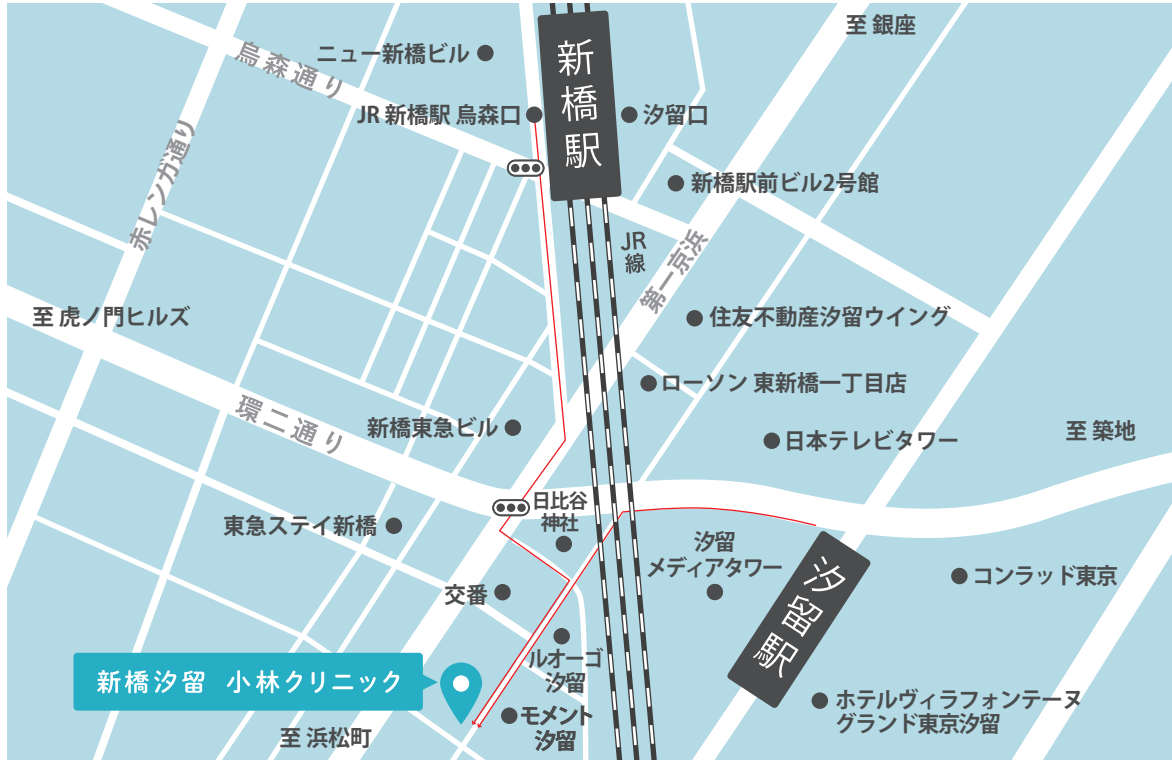 至 銀座
烏森通り
ニュー新橋ビル
新橋駅
JR 新橋駅 烏森口
汐留口
赤レンガ通り
新橋駅前ビル2号館
JR
線
第一京浜
至 虎ノ門ヒルズ
住友不動産汐留ウイング
ローソン 東新橋一丁目店
環二通り
新橋東急ビル
日本テレビタワー
至 築地
日比谷
神社
東急ステイ新橋
汐留
メディアタワー
汐留駅
コンラッド東京
交番
ルオーゴ
汐留
新橋汐留 小林クリニック
モメント
汐留
ホテルヴィラフォンテーヌ
グランド東京汐留
至 浜松町